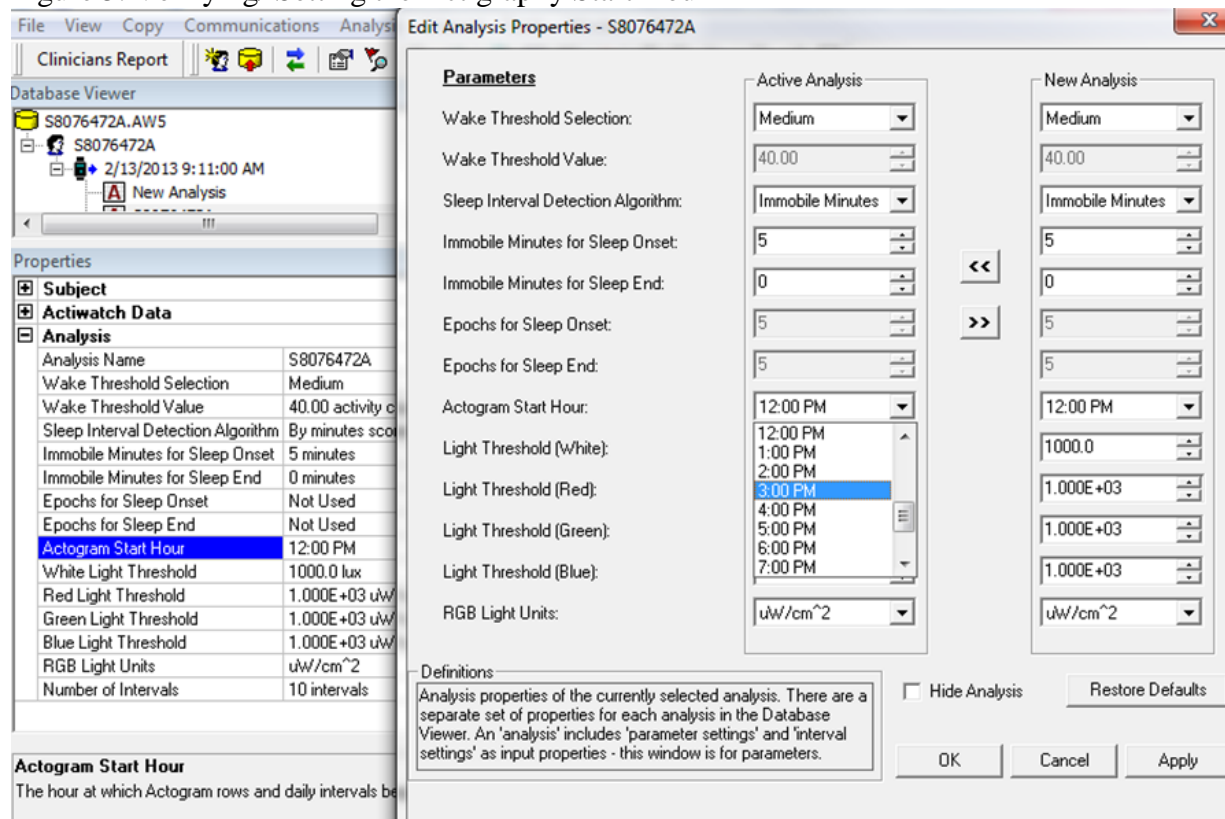 File View Copy Communications Analysi
Clinicians Report
Database Viewer
S8076472A.AW5
S8076472A
2/13/2013 9:11:00 AM
A New Analysis
Properties
Subject
Actiwatch Data
Analysis
Analysis Name S8076472A
Wake Threshold Selection Medium
Wake Threshold Value 40.00 activity c
Sleep Interval Detection Algorithm By minutes scor
Immobile Minutes for Sleep Onset 5 minutes
Immobile Minutes for Sleep End 0 minutes
Epochs for Sleep Onset Not Used
Epochs for Sleep End Not Used
Actogram Start Hour 12:00 PM
White Light Threshold 1000.0 lux
Red Light Threshold 1.000E+03 uW/
Green Light Threshold 1.000E+03 uW/
Blue Light Threshold 1.000E+03 uW/
RGB Light Units uW/cm^2
Number of Intervals 10 intervals
Actogram Start Hour
The hour at which Actogram rows and daily intervals be
Edit Analysis Properties - S8076472A
Parameters Active Analysis New Analysis
Wake Threshold Selection: Medium Medium
Wake Threshold Value: 40.00 40.00
Sleep Interval Detection Algorithm: Immobile Minutes Immobile Minutes
Immobile Minutes for Sleep Onset: 5 5
<<
Immobile Minutes for Sleep End: 0 0
Epochs for Sleep Onset: 5 >> 5
Epochs for Sleep End: 5 5
Actogram Start Hour: 12:00 PM 12:00 PM
12:00 PM
1:00 PM
2:00 PM
3:00 PM
4:00 PM
5:00 PM
6:00 PM
7:00 PM
Light Threshold (White): 1000.0
Light Threshold (Red): 1.000E+03
Light Threshold (Green): 1.000E+03
Light Threshold (Blue): 1.000E+03
RGB Light Units: uW/cm^2 uW/cm^2
Definitions
Analysis properties of the currently selected analysis. There are a
separate set of properties for each analysis in the Database
Viewer. An 'analysis' includes 'parameter settings' and 'interval
settings' as input properties - this window is for parameters.
Hide Analysis Restore Defaults
OK Cancel Apply